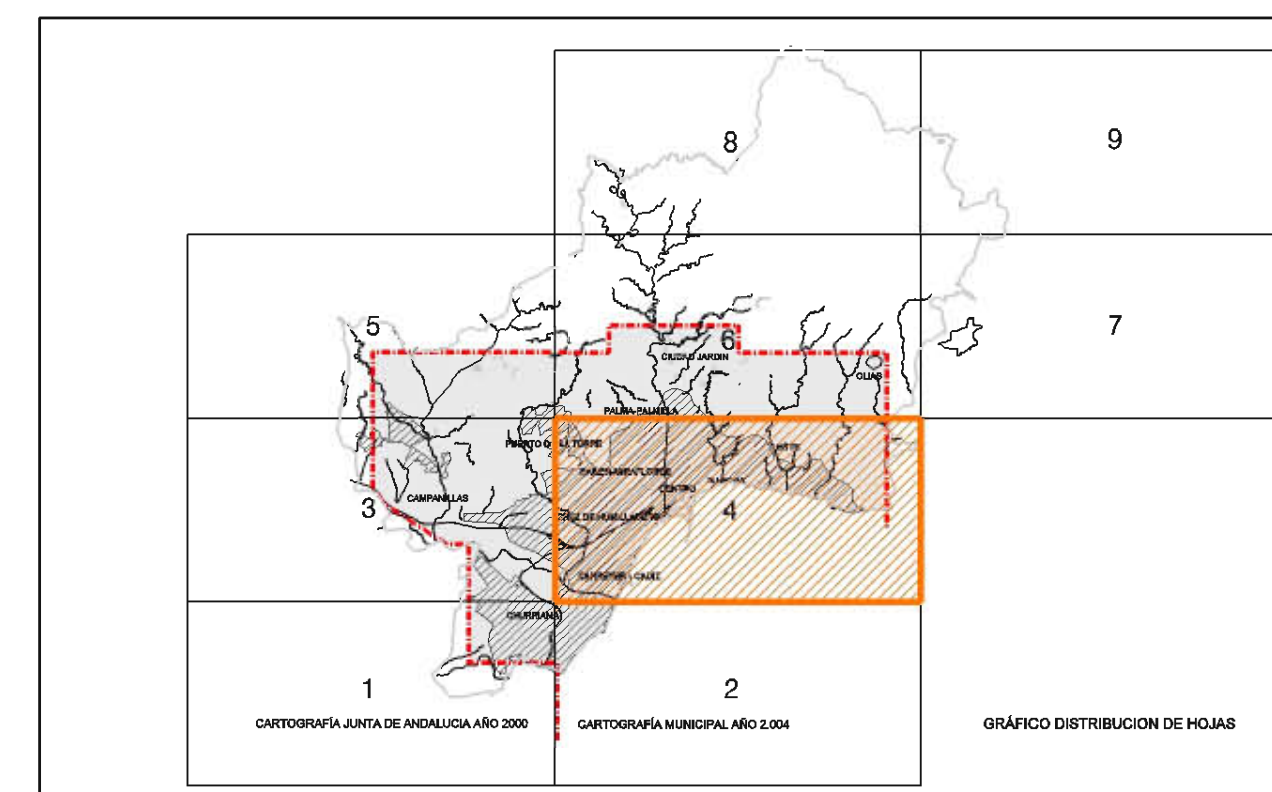 8
9
5
6
7
CIUDAD JARDIN
OLIAS
PALMA-PALMILLA
PUERTO DE LA TORRE
CENTRO
CAMPANILLAS
3
4
CHURRIANA
1
2
CARTOGRAFÍA JUNTA DE ANDALUCIA AÑO 2000
CARTOGRAFÍA MUNICIPAL AÑO 2.004
GRÁFICO DISTRIBUCION DE HOJAS